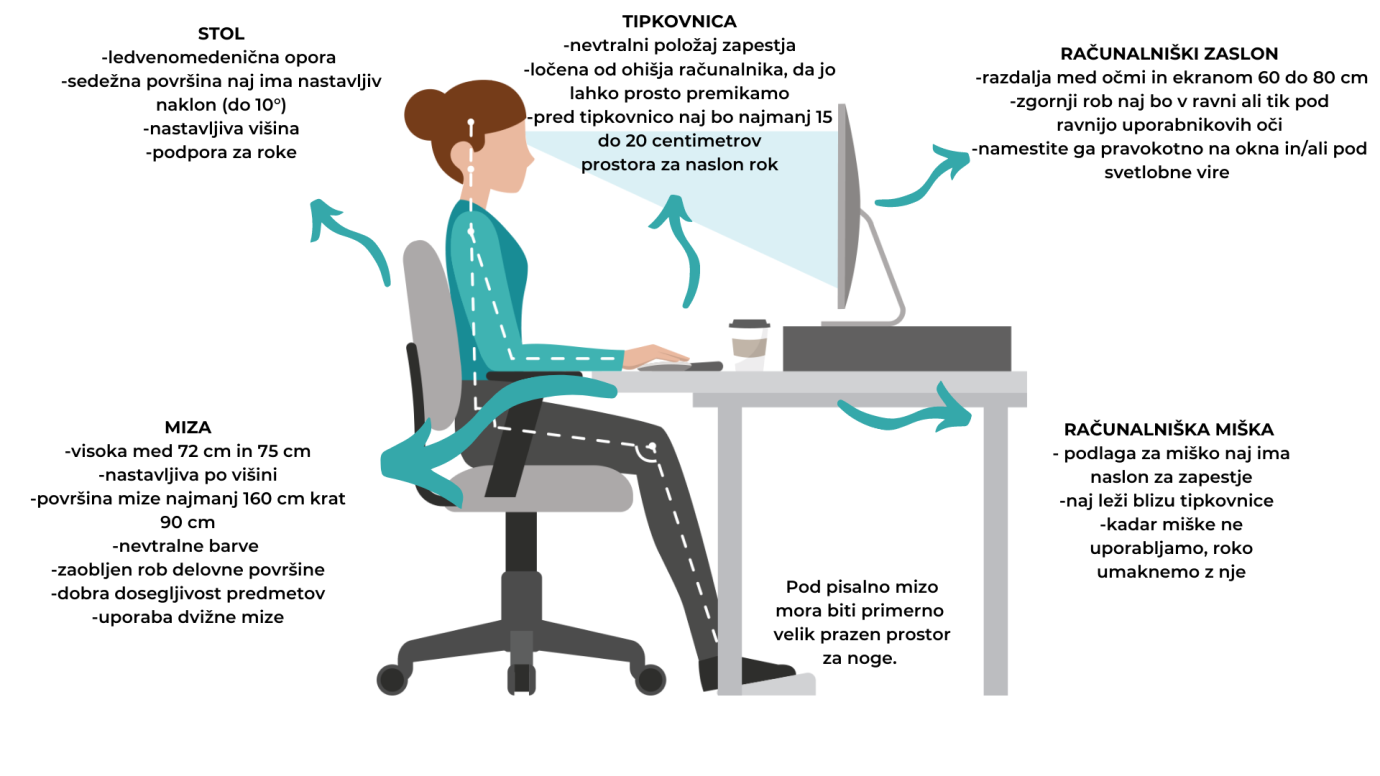 STOL
-ledvenomedenična opora
-sedežna površina naj ima nastavljiv
naklon (do 10°)
-nastavljiva višina
-podpora za roke
TIPKOVNICA
-nevtralni položaj zapestja
-ločena od ohišja računalnika, da jo
lahko prosto premikamo
-pred tipkovnico naj bo najmanj 15
do 20 centimetrov
prostora za naslon rok
RAČUNALNIŠKI ZASLON
-razdalja med očmi in ekranom 60 do 80 cm
-zgornji rob naj bo v ravni ali tik pod
ravnijo uporabnikovih oči
-namestite ga pravokotno na okna in/ali pod
svetlobne vire
MIZA
-visoka med 72 cm in 75 cm
-nastavljiva po višini
-površina mize najmanj 160 cm krat
90 cm
-nevtralne barve
-zaobljen rob delovne površine
-dobra dosegljivost predmetov
-uporaba dvižne mize
RAČUNALNIŠKA MIŠKA
- podlaga za miško naj ima
naslon za zapestje
-naj leži blizu tipkovnice
-kadar miške ne
uporabljamo, roko
umaknemo z nje
Pod pisalno mizo
mora biti primerno
velik prazen prostor
za noge.